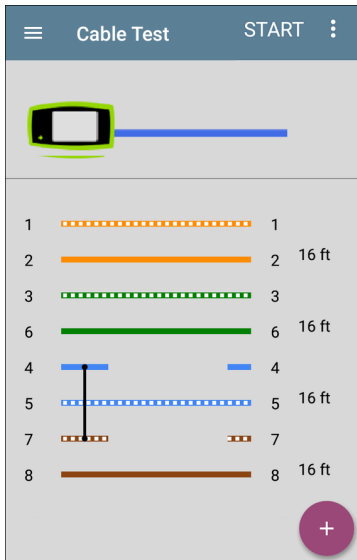 Cable Test START
1 1
2 2 16 ft
3 3
6 6 16 ft
4 4
5 5 16 ft
7 7
8 8 16 ft
+